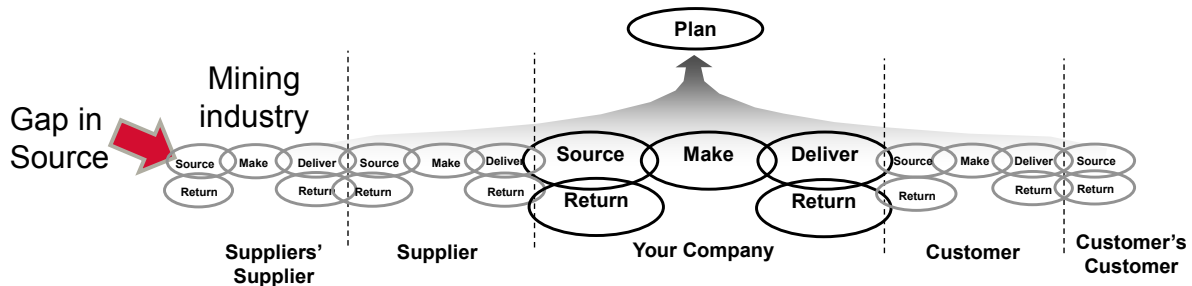 Plan
Mining
industry
Gap in
Source
Source Make Deliver Source Make Deliver Source Make Deliver Source Make Deliver Source
Return Return Return Return Return Return Return Return Return
Suppliers'
Supplier
Supplier
Your Company
Customer
Customer's
Customer